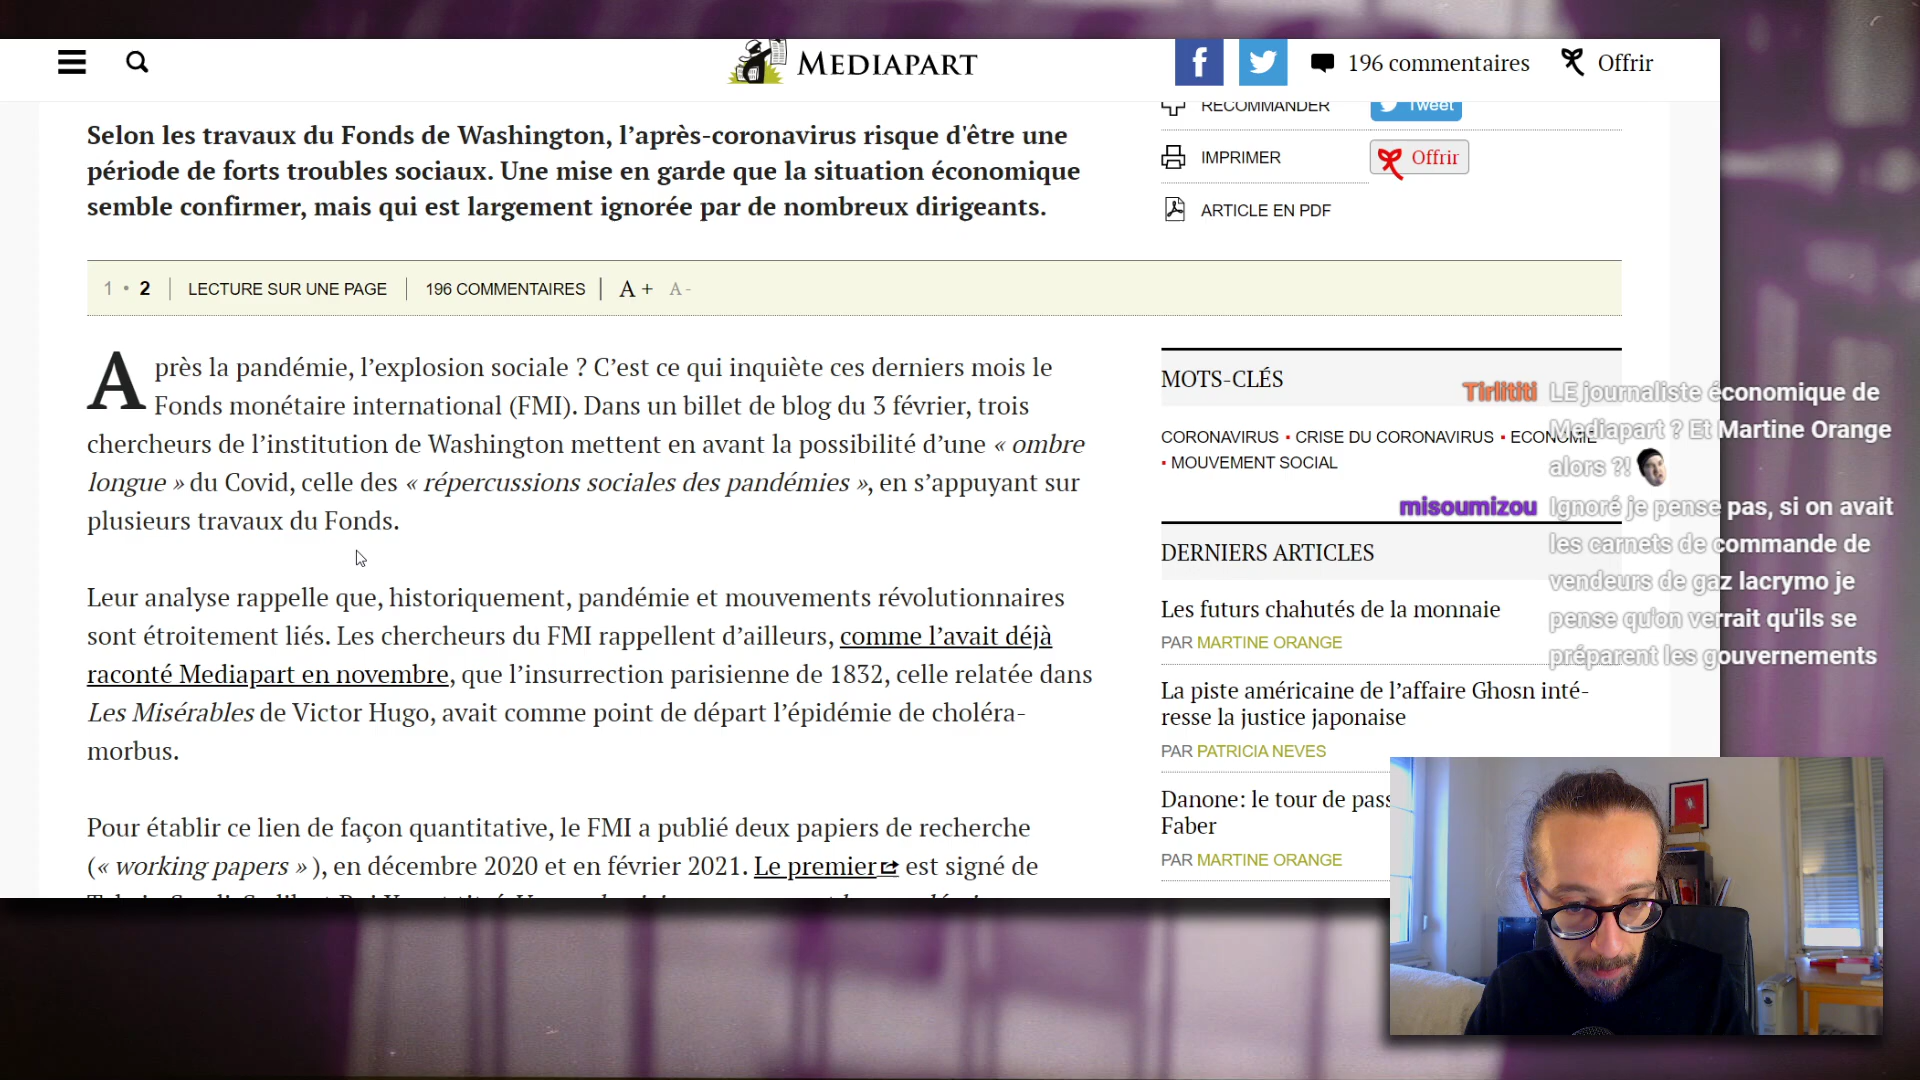 MEDIAPART
f
196 commentaires
Offrir
Selon les travaux du Fonds de Washington, l’après-coronavirus risque d'être une
période de forts troubles sociaux. Une mise en garde que la situation économique
semble confirmer, mais qui est largement ignorée par de nombreux dirigeants.
RECOMMANDER
Tweet
IMPRIMER
Offrir
ARTICLE EN PDF
1 • 2 | LECTURE SUR UNE PAGE | 196 COMMENTAIRES | A + A -
Après la pandémie, l’explosion sociale ? C’est ce qui inquiète ces derniers mois le
Fonds monétaire international (FMI). Dans un billet de blog du 3 février, trois
chercheurs de l’institution de Washington mettent en avant la possibilité d’une « ombre
longue » du Covid, celle des « répercussions sociales des pandémies », en s’appuyant sur
plusieurs travaux du Fonds.
Leur analyse rappelle que, historiquement, pandémie et mouvements révolutionnaires
sont étroitement liés. Les chercheurs du FMI rappellent d’ailleurs, comme l’avait déjà
raconté Mediapart en novembre, que l’insurrection parisienne de 1832, celle relatée dans
Les Misérables de Victor Hugo, avait comme point de départ l’épidémie de choléra-
morbus.
Pour établir ce lien de façon quantitative, le FMI a publié deux papiers de recherche
(« working papers »), en décembre 2020 et en février 2021. Le premier est signé de
MOTS-CLÉS
CORONAVIRUS • CRISE DU CORONAVIRUS • ECONOMIE
• MOUVEMENT SOCIAL
DERNIERS ARTICLES
Les futurs chahutés de la monnaie
PAR MARTINE ORANGE
La piste américaine de l’affaire Ghosn inté-
resse la justice japonaise
PAR PATRICIA NEVES
Danone: le tour de pass
Faber
PAR MARTINE ORANGE
Tirlititi LE journaliste économique de
Mediapart ? Et Martine Orange
alors ?!
misoumizou Ignoré je pense pas, si on avait
les carnets de commande de
vendeurs de gaz lacrymo je
pense qu'on verrait qu'ils se
préparent les gouvernements